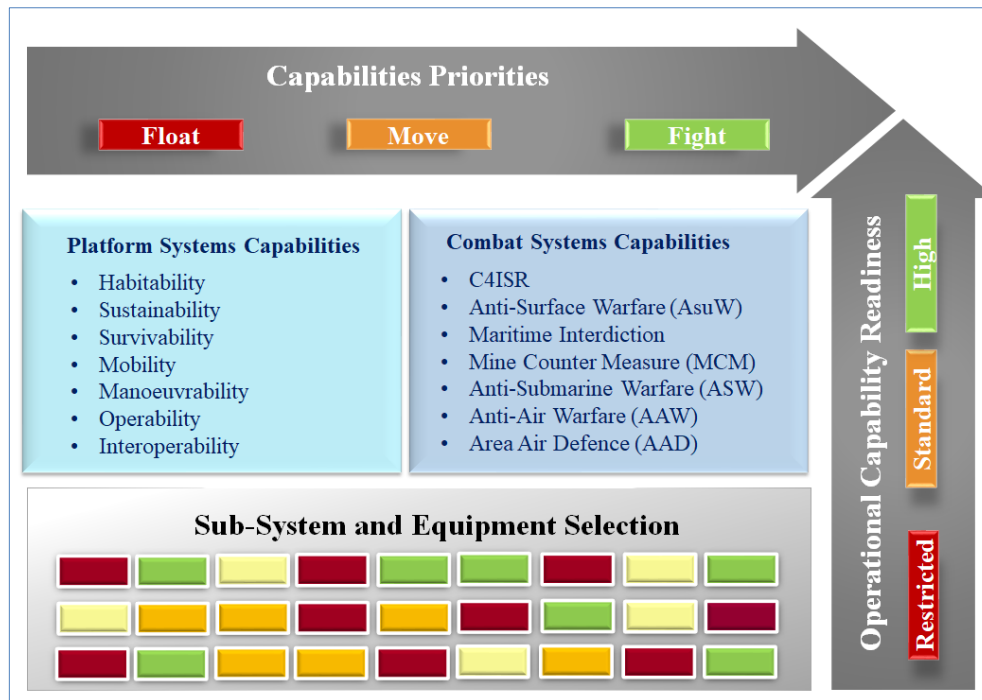 Capabilities Priorities
Float
Move
Fight
Platform Systems Capabilities
• Habitability
• Sustainability
• Survivability
• Mobility
• Manoeuvrability
• Operability
• Interoperability
Combat Systems Capabilities
• C4ISR
• Anti-Surface Warfare (AsuW)
• Maritime Interdiction
• Mine Counter Measure (MCM)
• Anti-Submarine Warfare (ASW)
• Anti-Air Warfare (AAW)
• Area Air Defence (AAD)
Sub-System and Equipment Selection
Operational Capability Readiness
High
Standard
Restricted